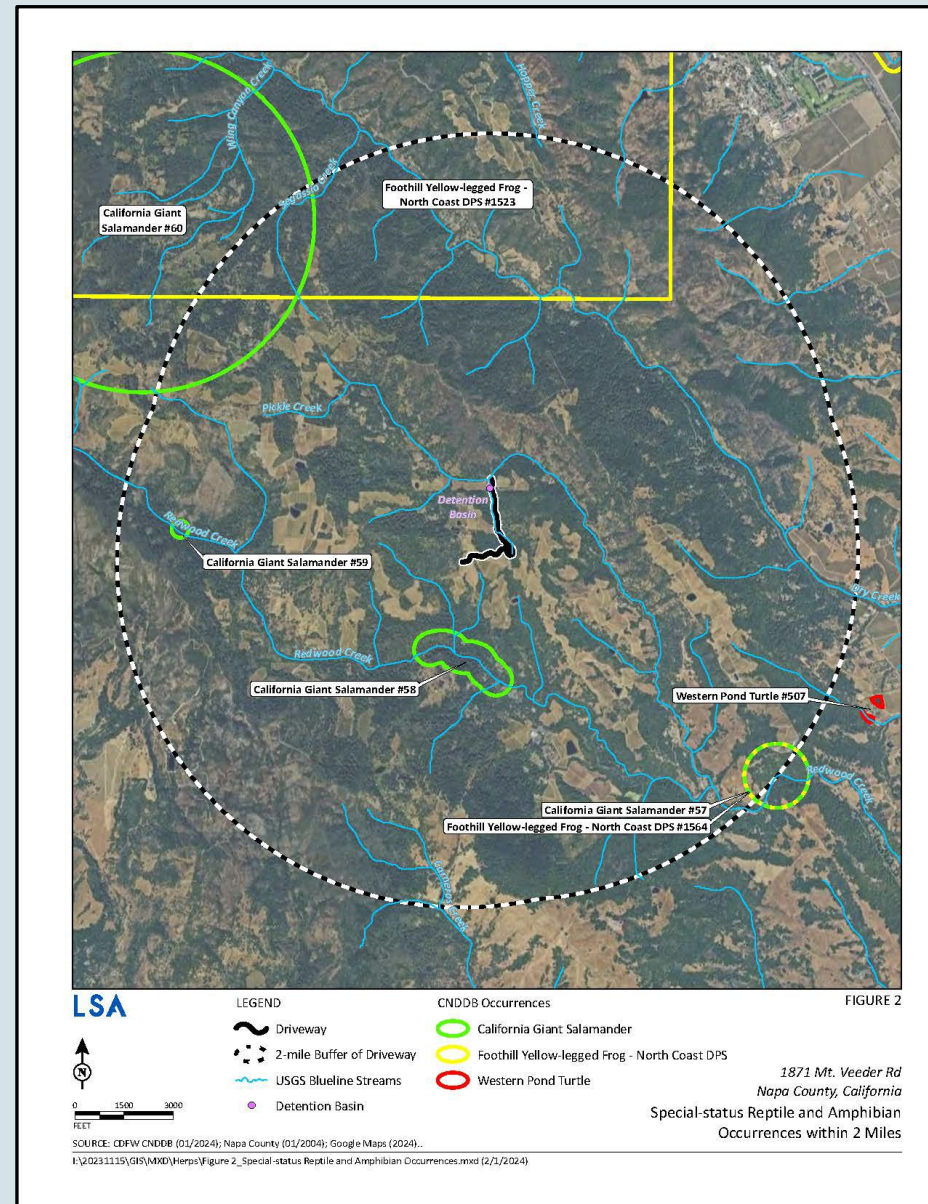 Wing Canyon Creek
Hopper Creek
Segassia Creek
Foothill Yellow-legged Frog -
North Coast DPS #1523
California Giant
Salamander #60
Pickle Creek
Detention
Basin
Redwood Creek
California Giant Salamander #59
Redwood Creek
California Giant Salamander #58
Western Pond Turtle #507
Redwood Creek
California Giant Salamander #57
Foothill Yellow-legged Frog - North Coast DPS #1564
Carneros Creek
LSA
LEGEND
CNDDB Occurrences
FIGURE 2
Driveway
2-mile Buffer of Driveway
USGS Blueline Streams
Detention Basin
California Giant Salamander
Foothill Yellow-legged Frog - North Coast DPS
Western Pond Turtle
N
0 1500 3000
FEET
1871 Mt. Veeder Rd
Napa County, California
Special-status Reptile and Amphibian
Occurrences within 2 Miles
SOURCE: CDFW CNDDB (01/2024); Napa County (01/2004); Google Maps (2024)..
I:\20231115\GIS\MXD\Herps\Figure 2_Special-status Reptile and Amphibian Occurrences.mxd (2/1/2024)